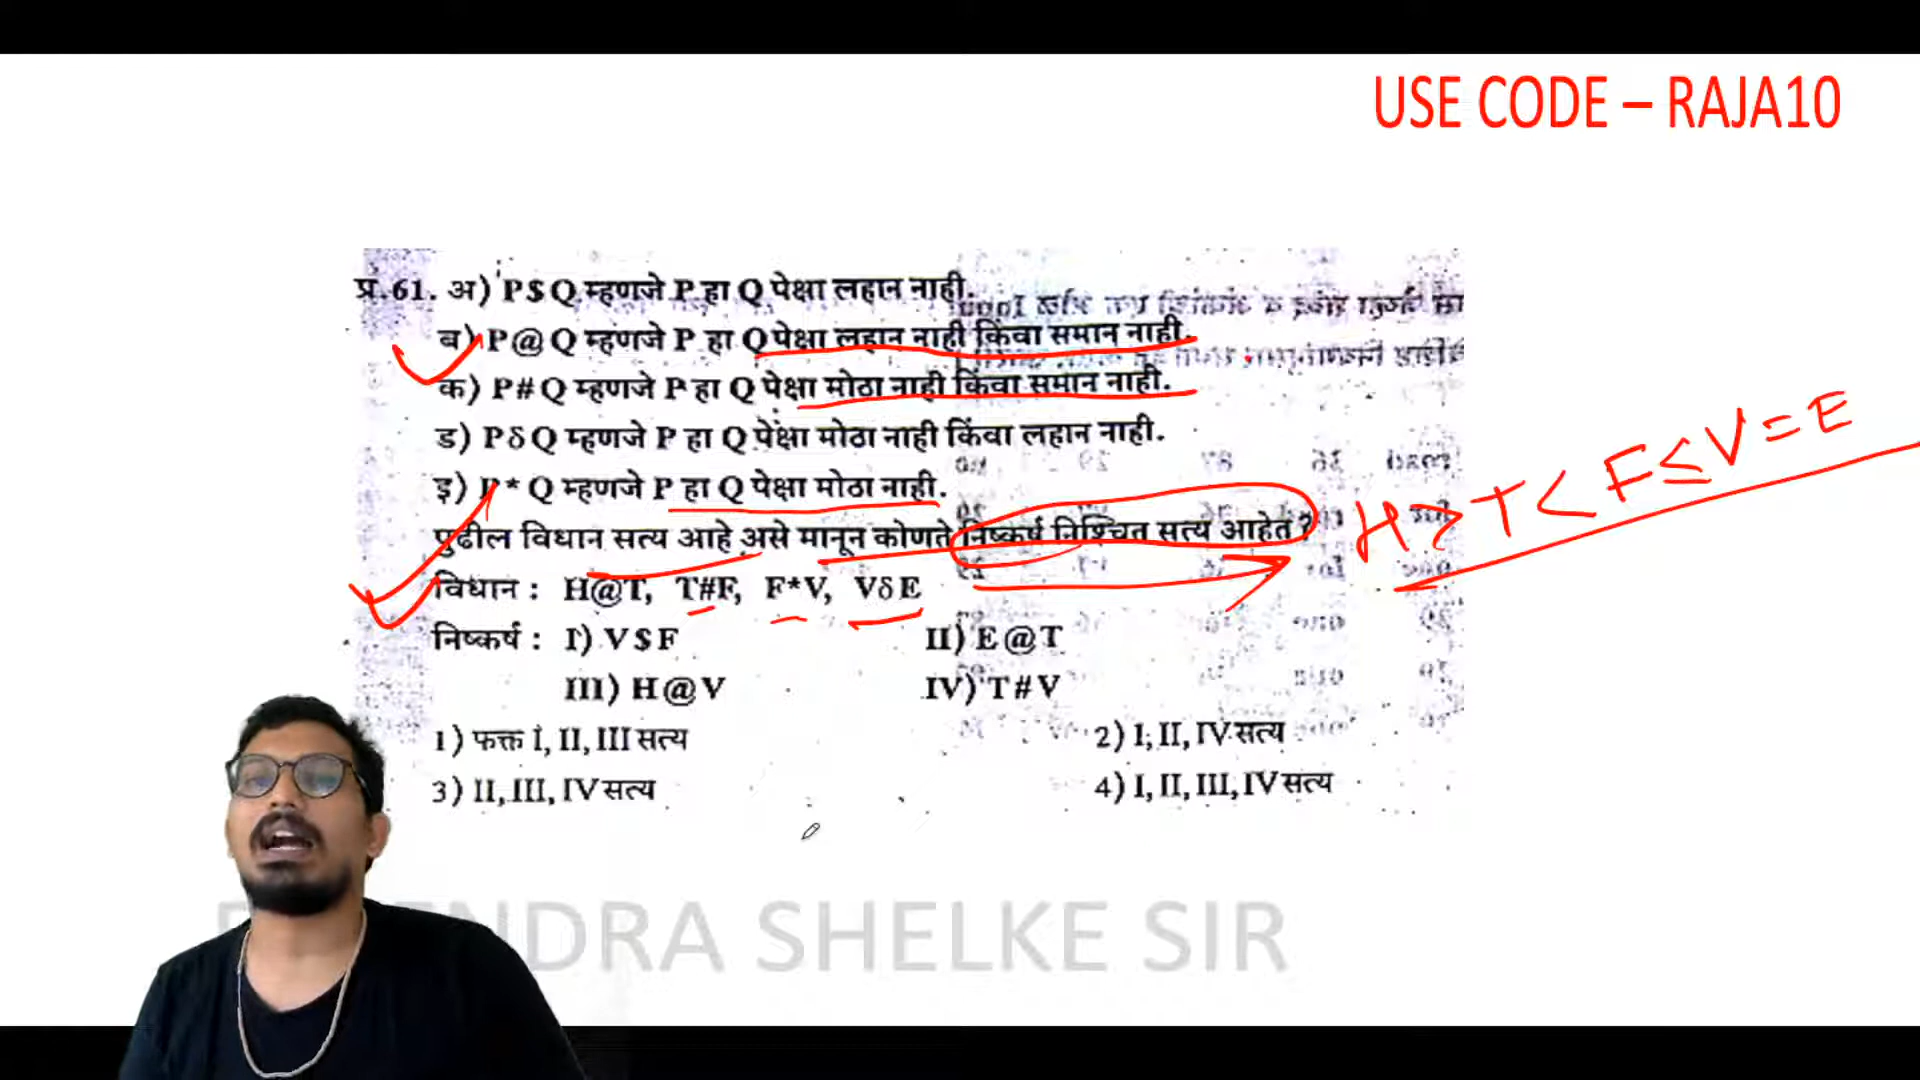 USE CODE – RAJA10
प्र.61. अ) P$Q म्हणजे P हा Q पेक्षा लहान नाही.
ब) P@Q म्हणजे P हा Q पेक्षा लहान नाही किंवा समान नाही.
क) P#Q म्हणजे P हा Q पेक्षा मोठा नाही किंवा समान नाही.
ड) PδQ म्हणजे P हा Q पेक्षा मोठा नाही किंवा लहान नाही.
इ) P*Q म्हणजे P हा Q पेक्षा मोठा नाही.
पुढील विधान सत्य आहे असे मानून कोणते निष्कर्ष निश्चित सत्य आहेत ?
H > T < F ≤ V = E
विधान : H@T, T#F, F*V, VδE
निष्कर्ष : I) V$F II) E@T
III) H@V IV) T#V
1) फक्त I, II, III सत्य 2) I, II, IV सत्य
3) II, III, IV सत्य 4) I, II, III, IV सत्य
NDRA SHELKE SIR